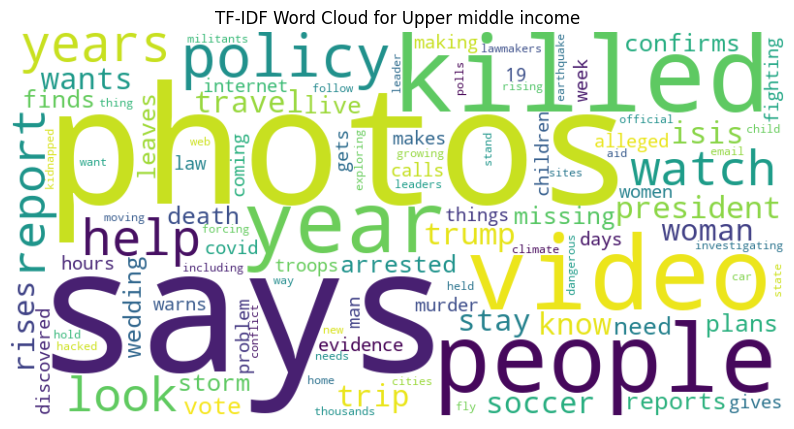 TF-IDF Word Cloud for Upper middle income
years
militants
policy
killed
making
lawmakers
confirms
wants
internet
follow
leader
polls
19
rising
earthquake
week
fighting
finds
thing
leaves
travel
live
photos
report
kidnapped
want
web
law
coming
gets
exploring
makes
growing
calls
leaders
stand
children
official
alleged
aid
isis
child
sites
email
watch
women
president
moving
death
year
things
missing
woman
help
forcing
covid
trump
climate
days
investigating
rises
hours
including
troops
arrested
dangerous
video
car
state
says
wedding
warns
way
man
held
murder
discovered
hold
hacked
problem
conflict
new
evidence
stay
know
need
plans
people
look
storm
needs
home
trip
cities
vote
thousands
fly
soccer
reports
gives